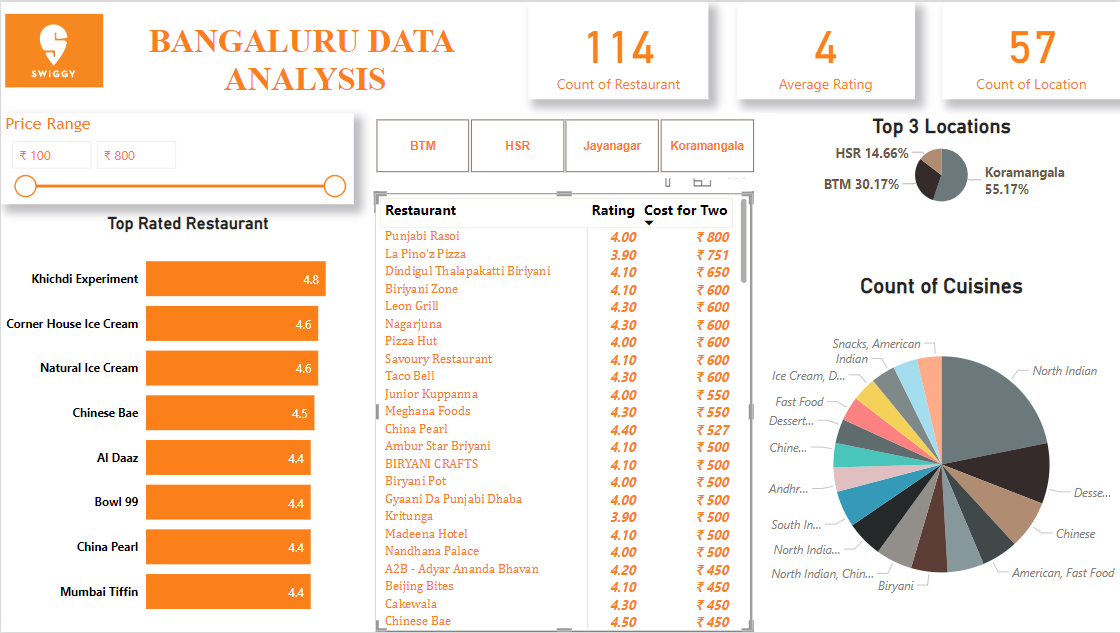 SWIGGY
BANGALURU DATA
ANALYSIS
114
Count of Restaurant
4
Average Rating
57
Count of Location
Price Range
₹ 100
₹ 800
BTM
HSR
Jayanagar
Koramangala
Top 3 Locations
HSR 14.66%
BTM 30.17%
Koramangala
55.17%
Top Rated Restaurant
Khichdi Experiment 4.8
Corner House Ice Cream 4.6
Natural Ice Cream 4.6
Chinese Bae 4.5
Al Daaz 4.4
Bowl 99 4.4
China Pearl 4.4
Mumbai Tiffin 4.4
Restaurant Rating Cost for Two
Punjabi Rasoi 4.00 ₹ 800
La Pino'z Pizza 3.90 ₹ 751
Dindigul Thalapakatti Biriyani 4.10 ₹ 650
Biriyani Zone 4.10 ₹ 600
Leon Grill 4.30 ₹ 600
Nagarjuna 4.30 ₹ 600
Pizza Hut 4.00 ₹ 600
Savoury Restaurant 4.10 ₹ 600
Taco Bell 4.30 ₹ 600
Junior Kuppanna 4.00 ₹ 550
Meghana Foods 4.30 ₹ 550
China Pearl 4.40 ₹ 527
Ambur Star Briyani 4.10 ₹ 500
BIRYANI CRAFTS 4.10 ₹ 500
Biryani Pot 4.00 ₹ 500
Gyaani Da Punjabi Dhaba 4.00 ₹ 500
Kritunga 3.90 ₹ 500
Madeena Hotel 4.10 ₹ 500
Nandhana Palace 4.00 ₹ 500
A2B - Adyar Ananda Bhavan 4.20 ₹ 450
Beijing Bites 4.10 ₹ 450
Cakewala 4.30 ₹ 450
Chinese Bae 4.50 ₹ 450
Count of Cuisines
Snacks, American
Indian
Ice Cream, D...
Fast Food
Dessert...
Chine...
Andhr...
South In...
North India...
North Indian, Chin...
Biryani
North Indian
Desse...
Chinese
American, Fast Food